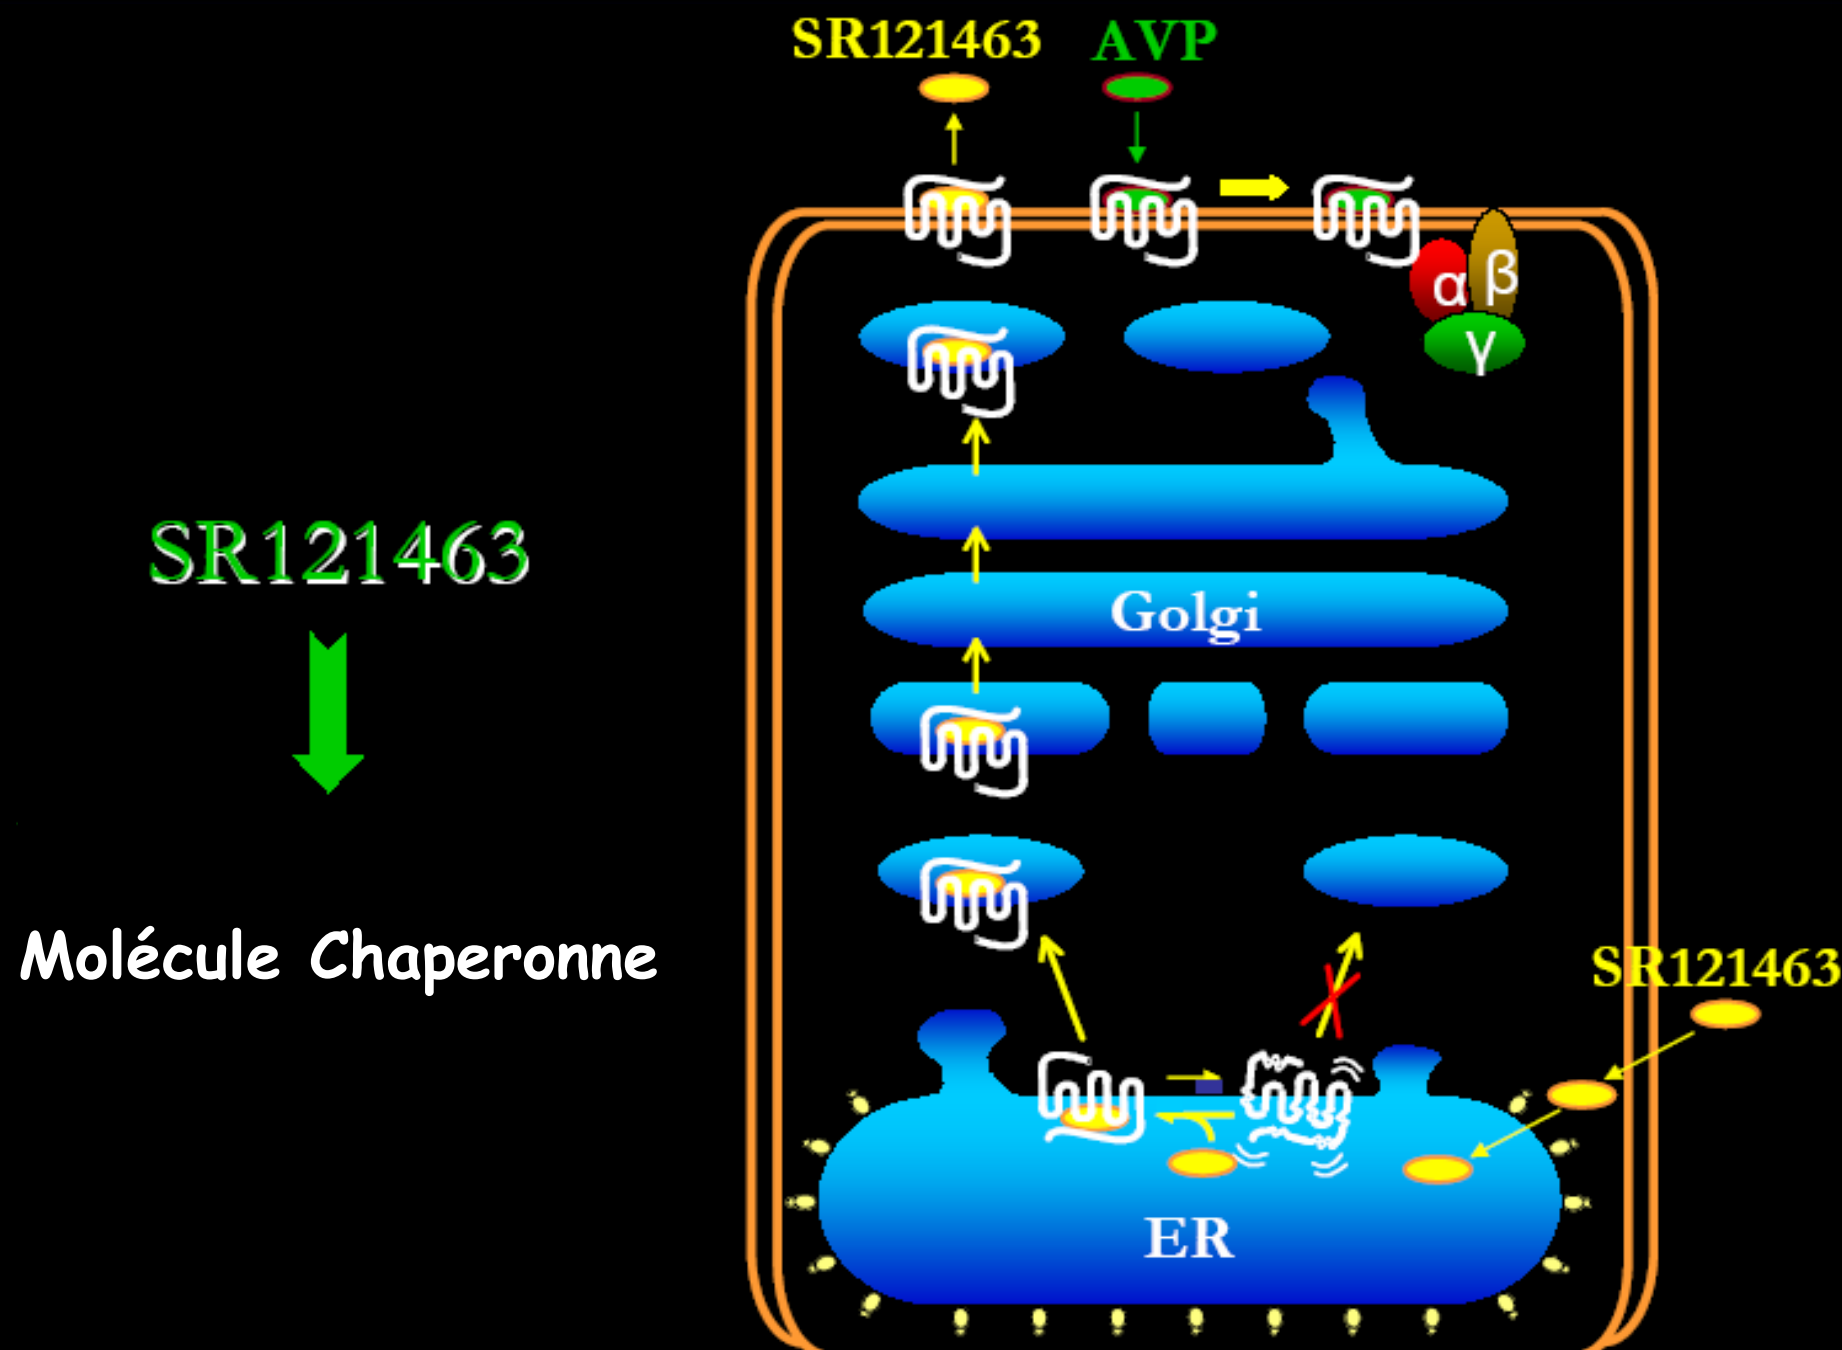 SR121463
AVP
α
β
γ
SR121463
Golgi
Molécule Chaperonne
SR121463
ER